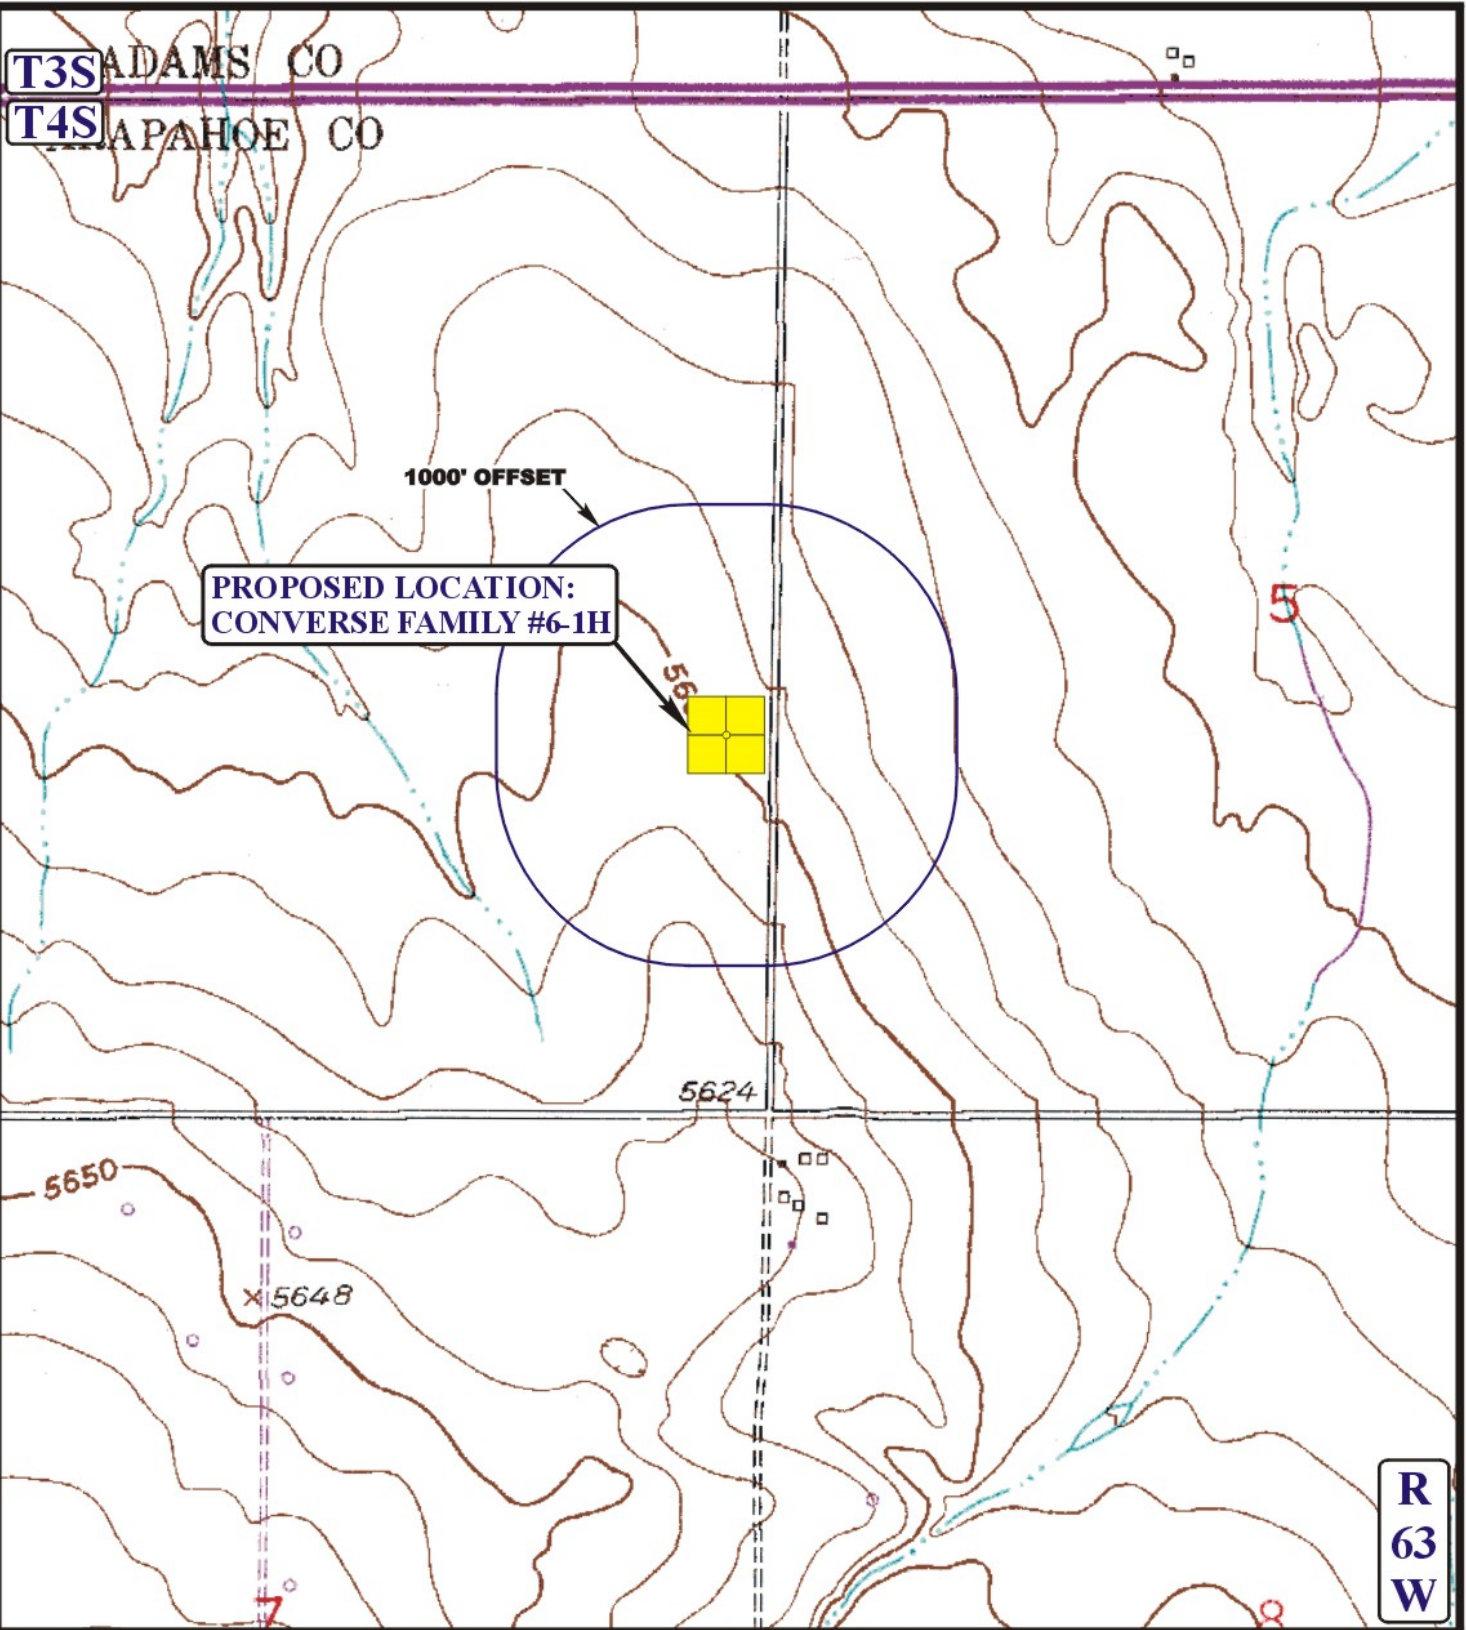 ADAMS CO
T3S
T4S
ARAPAHOE CO
1000' OFFSET
PROPOSED LOCATION:
CONVERSE FAMILY #6-1H
5
5624
5650
5648
R
63
W
7
8